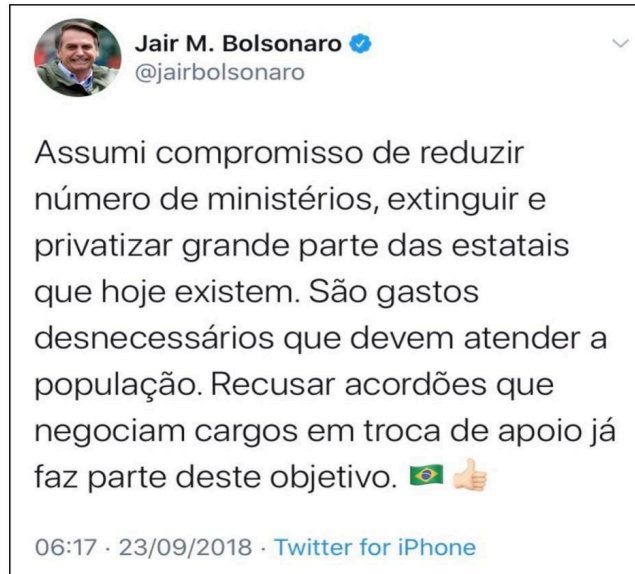 Jair M. Bolsonaro
@jairbolsonaro
Assumi compromisso de reduzir
número de ministérios, extinguir e
privatizar grande parte das estatais
que hoje existem. São gastos
desnecessários que devem atender a
população. Recusar acordões que
negociam cargos em troca de apoio já
faz parte deste objetivo. 🇧🇷 👍🏻
06:17 · 23/09/2018 · Twitter for iPhone